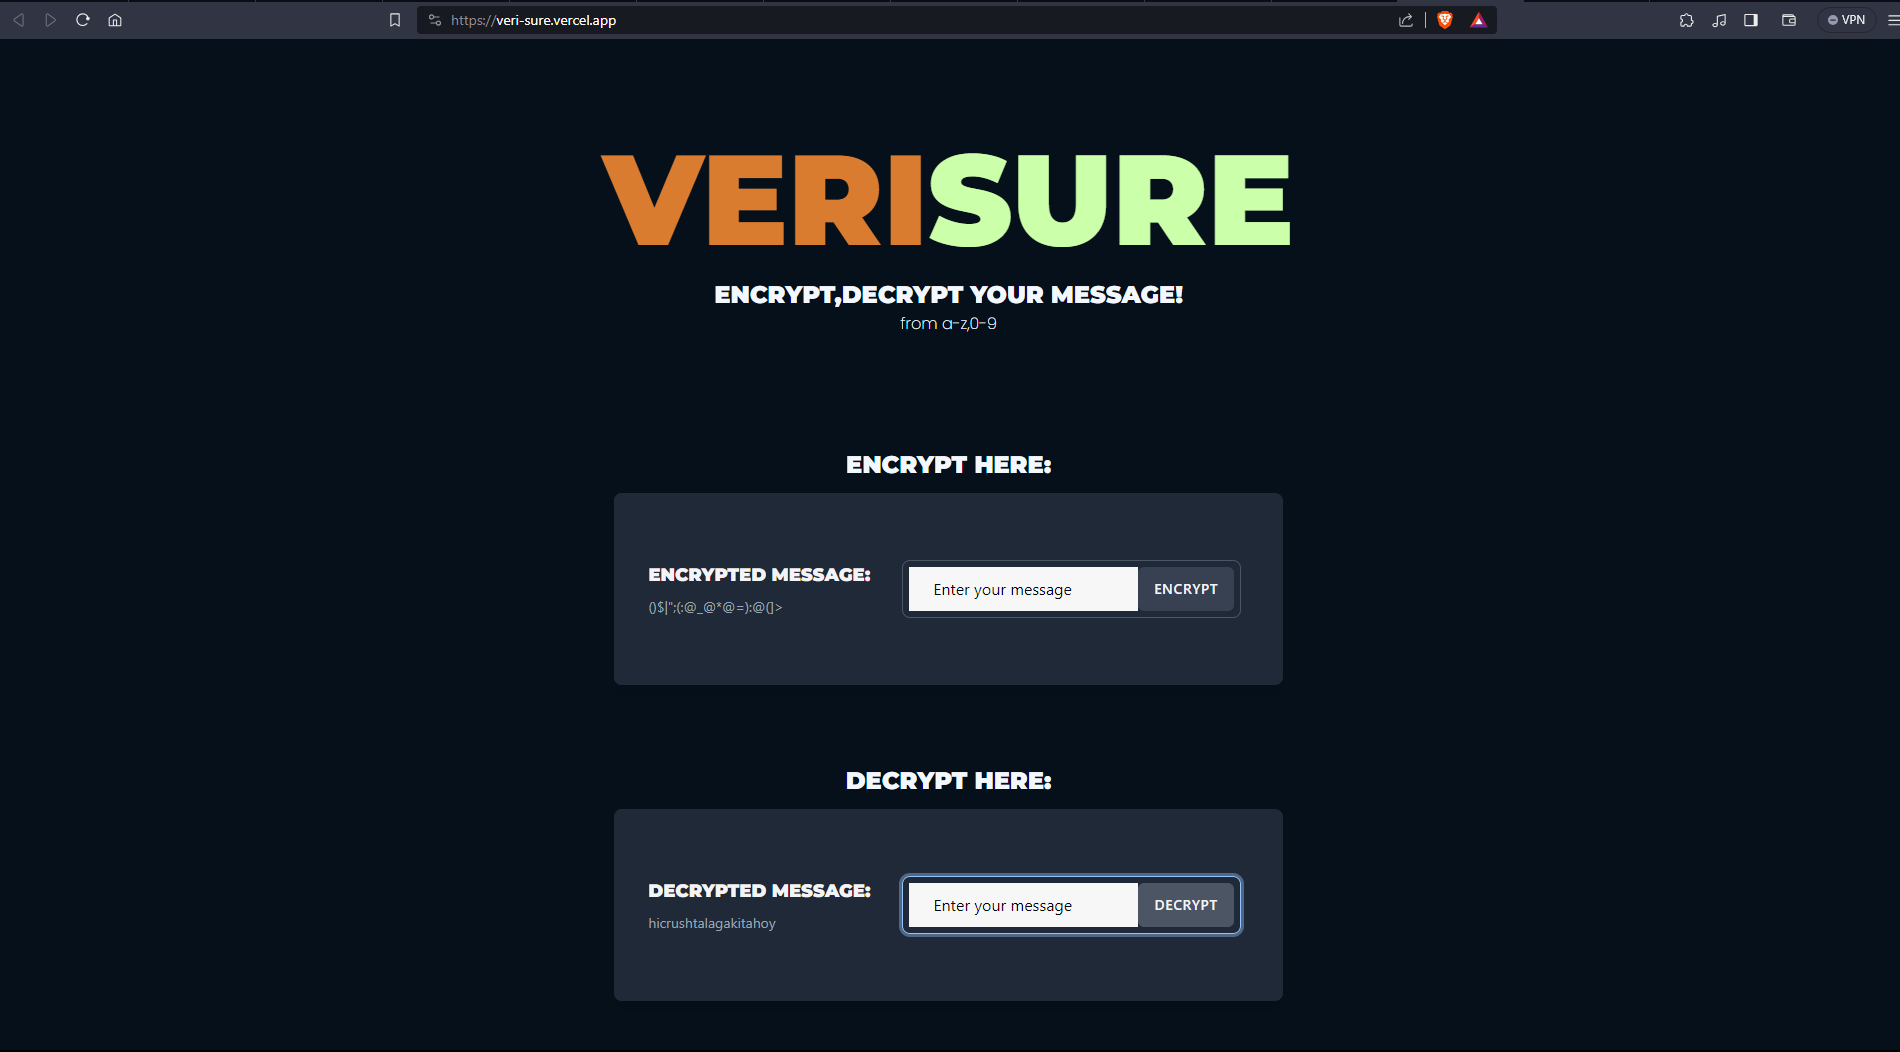 https://veri-sure.vercel.app
VPN
VERISURE
ENCRYPT,DECRYPT YOUR MESSAGE!
from a-z,0-9
ENCRYPT HERE:
ENCRYPTED MESSAGE:
()$|";(:@_@*@=):@(]>
Enter your message
ENCRYPT
DECRYPT HERE:
DECRYPTED MESSAGE:
hicrushtalagakitahoy
Enter your message
DECRYPT